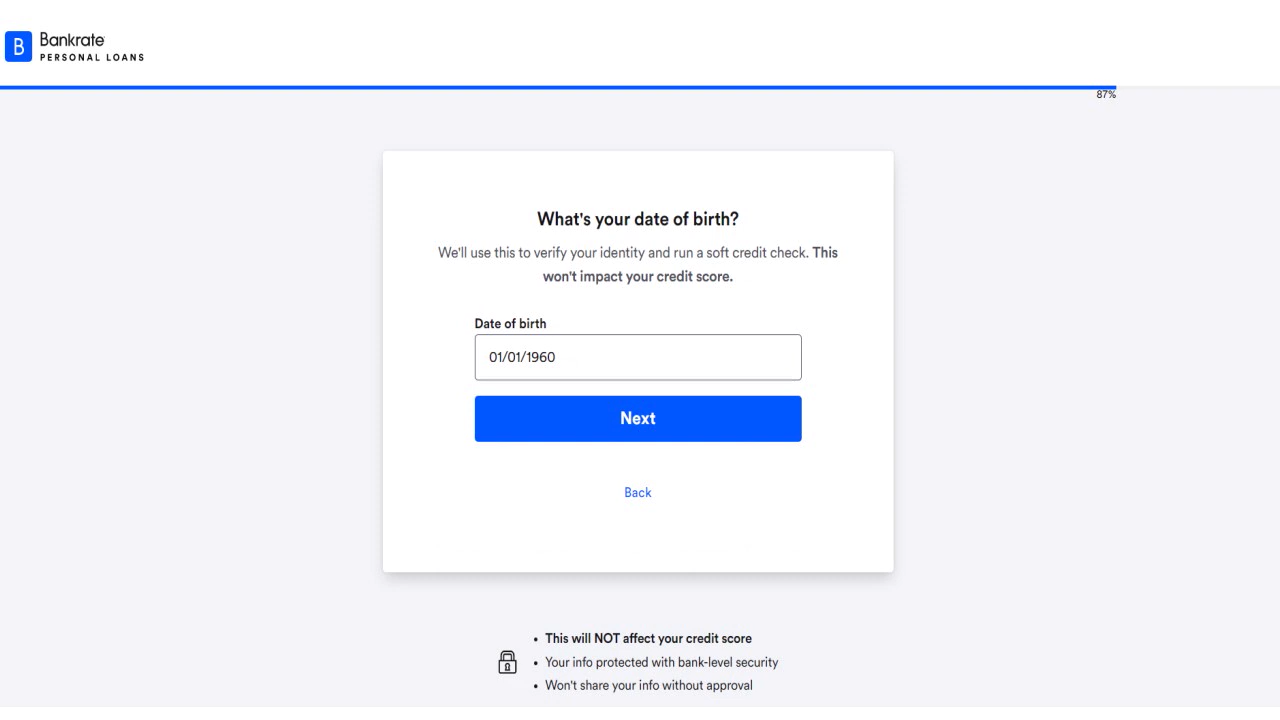 B Bankrate
PERSONAL LOANS
87%
What's your date of birth?
We'll use this to verify your identity and run a soft credit check. This
won't impact your credit score.
Date of birth
01/01/1960
Next
Back
• This will NOT affect your credit score
• Your info protected with bank-level security
• Won't share your info without approval